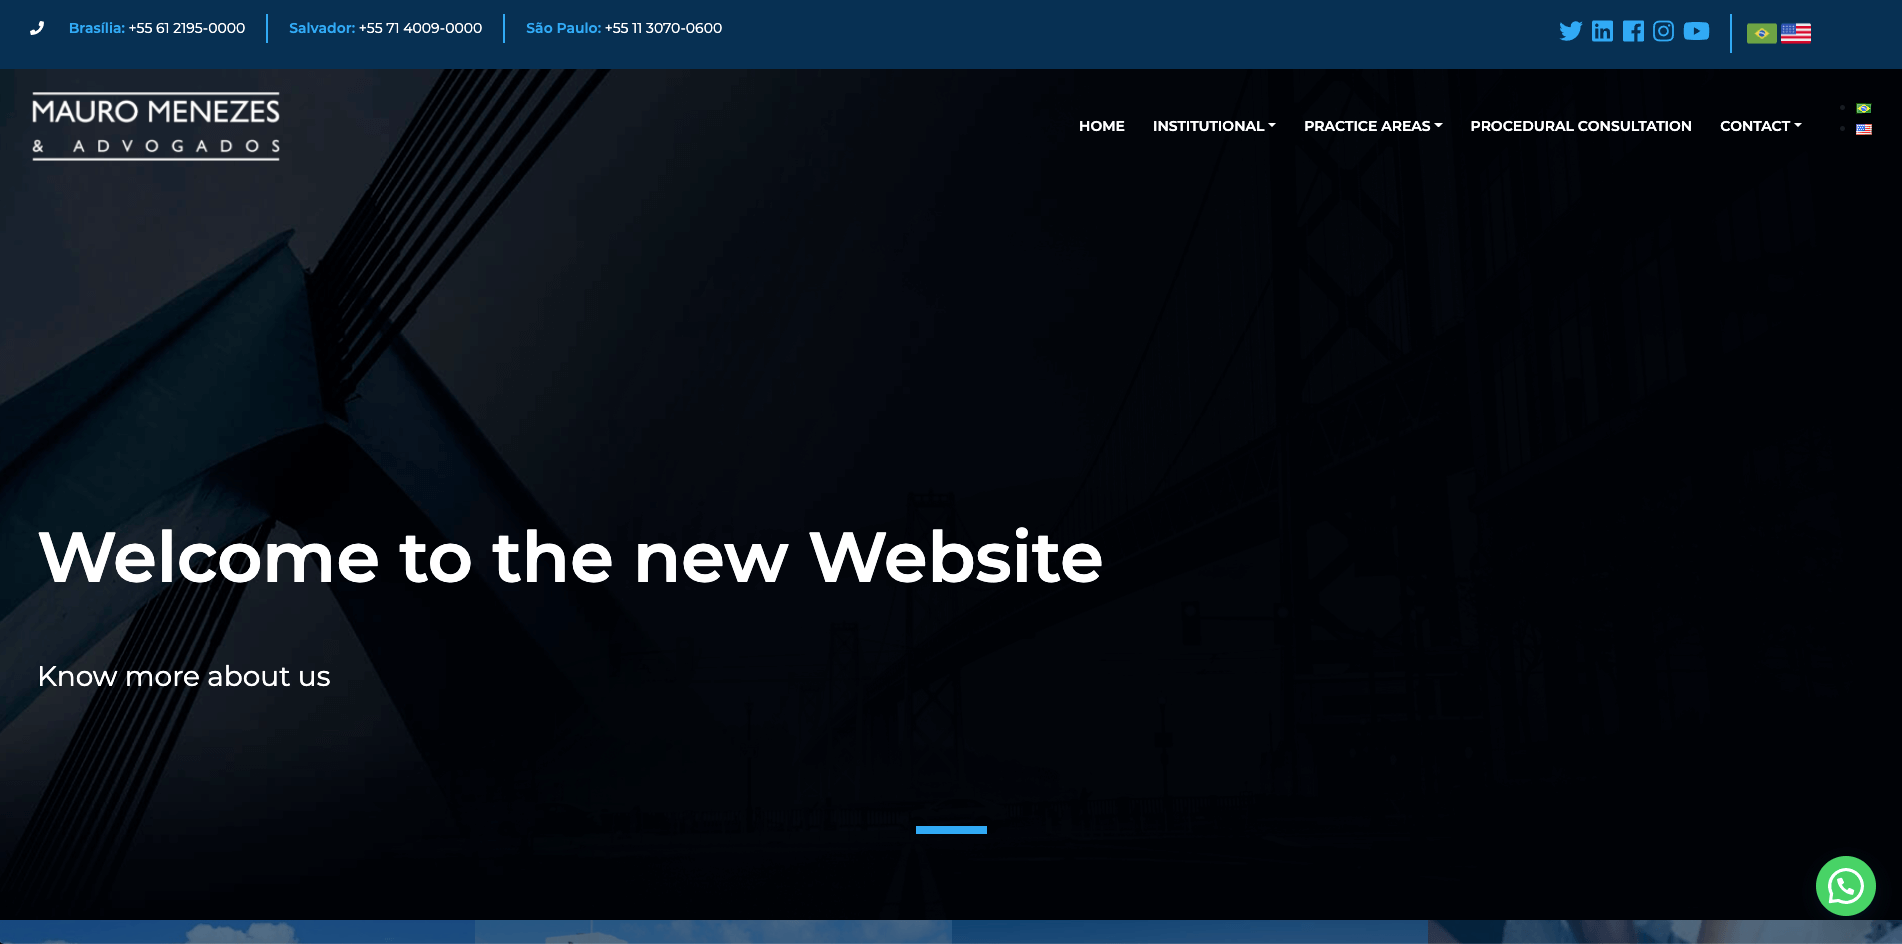 Brasília: +55 61 2195-0000
Salvador: +55 71 4009-0000
São Paulo: +55 11 3070-0600
MAURO MENEZES
& ADVOGADOS
HOME
INSTITUTIONAL
PRACTICE AREAS
PROCEDURAL CONSULTATION
CONTACT
Welcome to the new Website
Know more about us